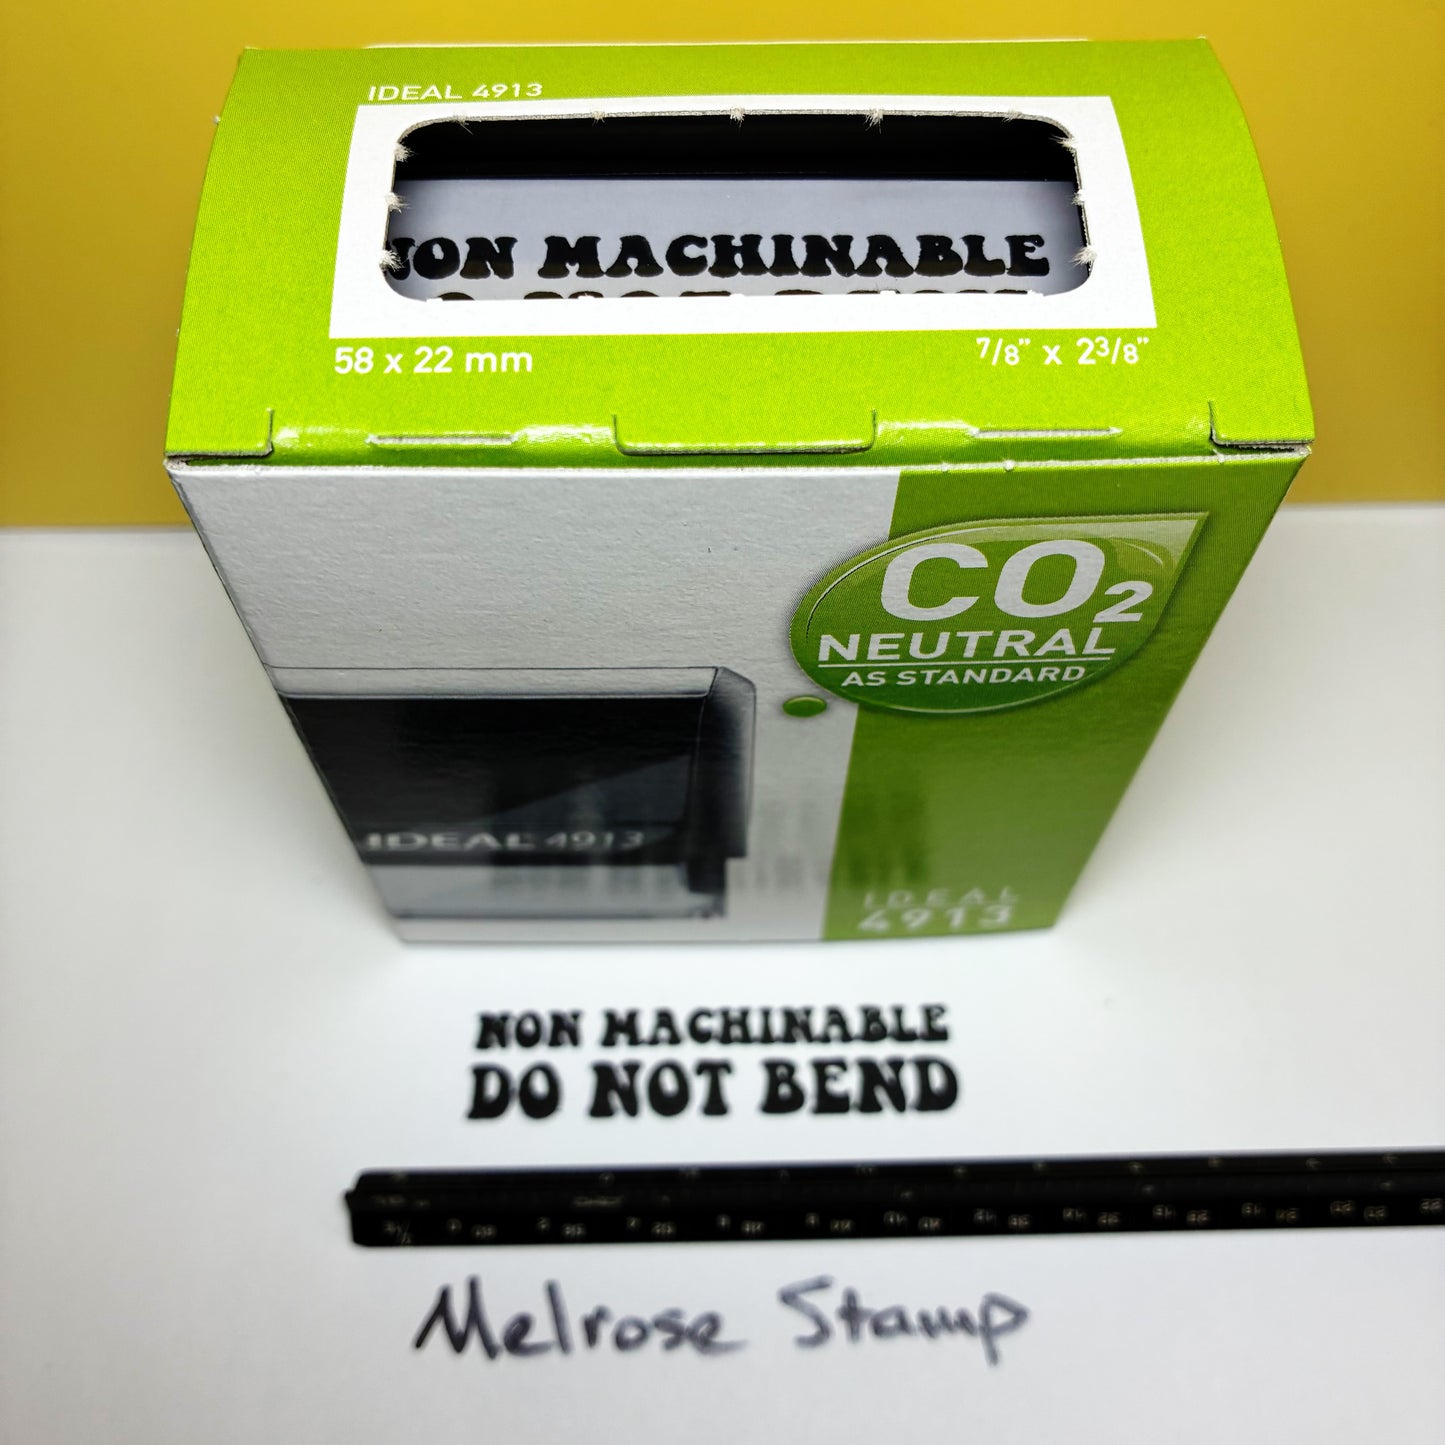 IDEAL 4913
NON MACHINABLE
58 x 22 mm
7/8" x 2 3/8"
CO₂
NEUTRAL
AS STANDARD
IDEAL 4913
IDEAL
4913
NON MACHINABLE
DO NOT BEND
Melrose Stamp